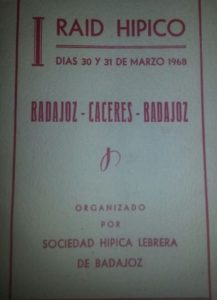 I RAID HIPICO
DIAS 30 Y 31 DE MARZO 1968
BADAJOZ - CACERES - BADAJOZ
ORGANIZADO
POR
SOCIEDAD HIPICA LEBRERA
DE BADAJOZ